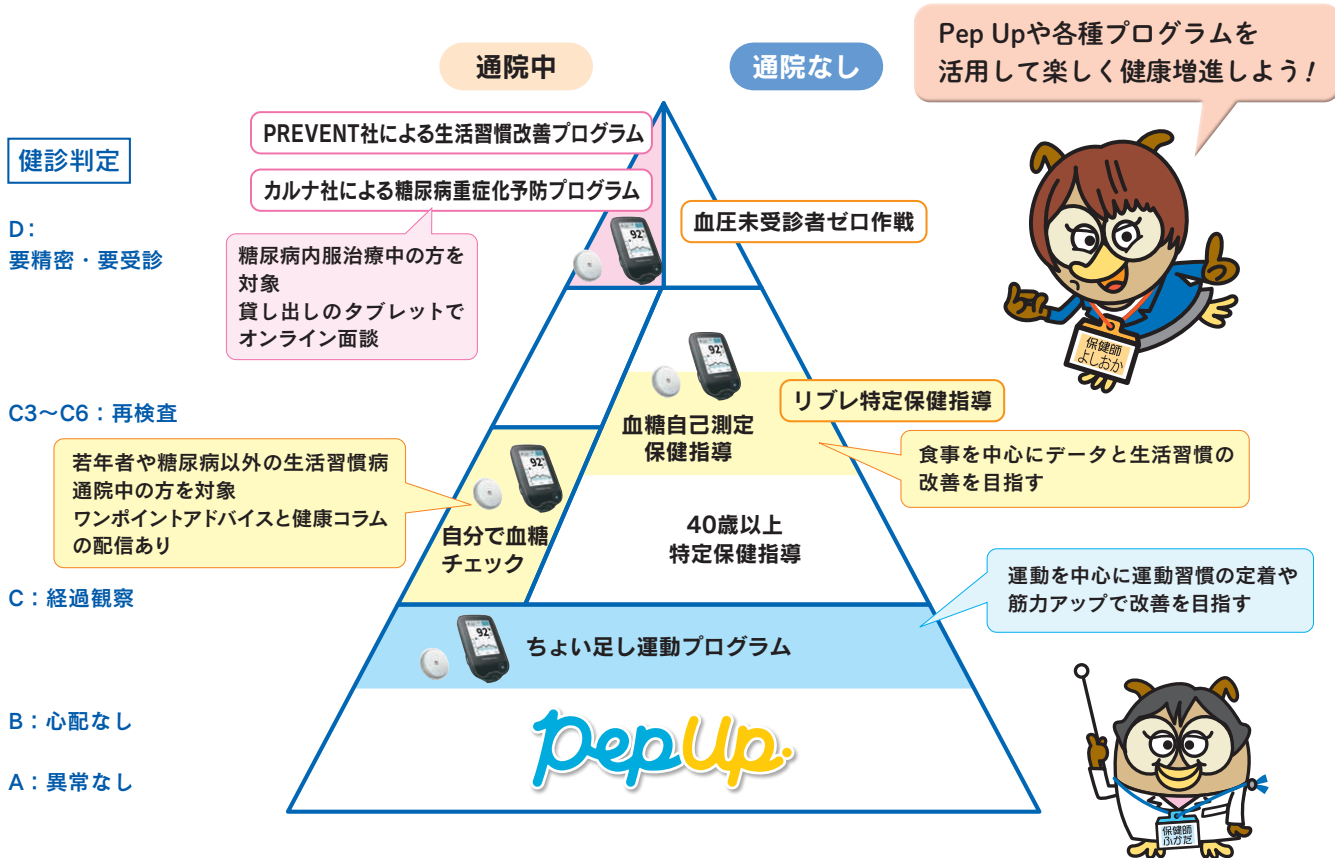 通院中
通院なし
Pep Upや各種プログラムを
活用して楽しく健康増進しよう！
健診判定
PREVENT社による生活習慣改善プログラム
カルナ社による糖尿病重症化予防プログラム
D：
要精密・要受診
糖尿病内服治療中の方を
対象
貸し出しのタブレットで
オンライン面談
92
血圧未受診者ゼロ作戦
保健師
よしおか
92
C3〜C6：再検査
リブレ特定保健指導
血糖自己測定
保健指導
食事を中心にデータと生活習慣の
改善を目指す
若年者や糖尿病以外の生活習慣病
通院中の方を対象
ワンポイントアドバイスと健康コラム
の配信あり
92
自分で血糖
チェック
40歳以上
特定保健指導
C：経過観察
運動を中心に運動習慣の定着や
筋力アップで改善を目指す
92
ちょい足し運動プログラム
B：心配なし
PepUp
A：異常なし
保健師
ふかだ